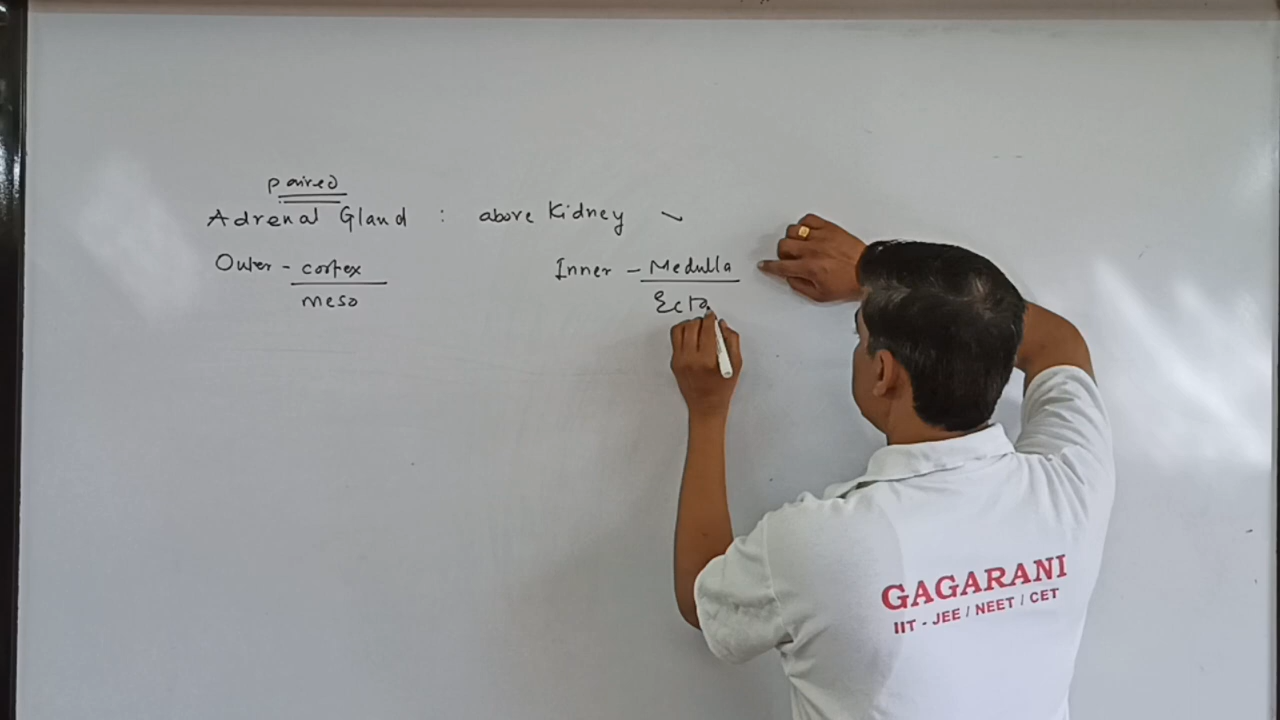 paired
Adrenal Gland : above Kidney
Outer - cortex
meso
Inner - Medulla
Ecto
GAGARANI
IIT - JEE / NEET / CET